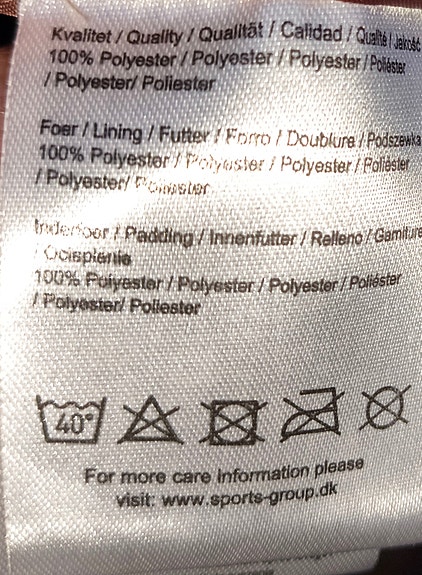 Kvalitet / Quality / Qualität / Calidad / Qualité / Jakość
100% Polyester / Polyester / Polyester / Poliéster
/ Polyester/ Poliester
Foer / Lining / Futter / Forro / Doublure / Podszewka
100% Polyester / Polyester / Polyester / Poliéster
/ Polyester/ Poliester
Inderfoer / Padding / Innenfutter / Relleno / Garniture
/ Ocieplenie
100% Polyester / Polyester / Polyester / Poliéster
/ Polyester/ Poliester
40°
For more care information please
visit: www.sports-group.dk